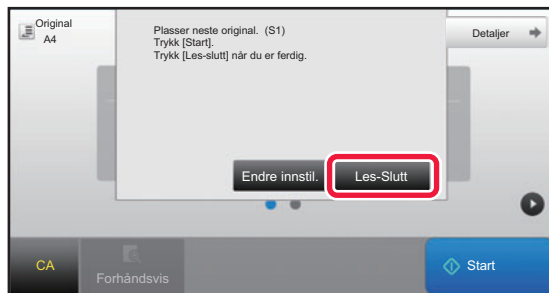 Original
A4
Plasser neste original. (S1)
Trykk [Start].
Trykk [Les-slutt] når du er ferdig.
Detaljer
Endre innstil.
Les-Slutt
CA
Forhåndsvis
Start